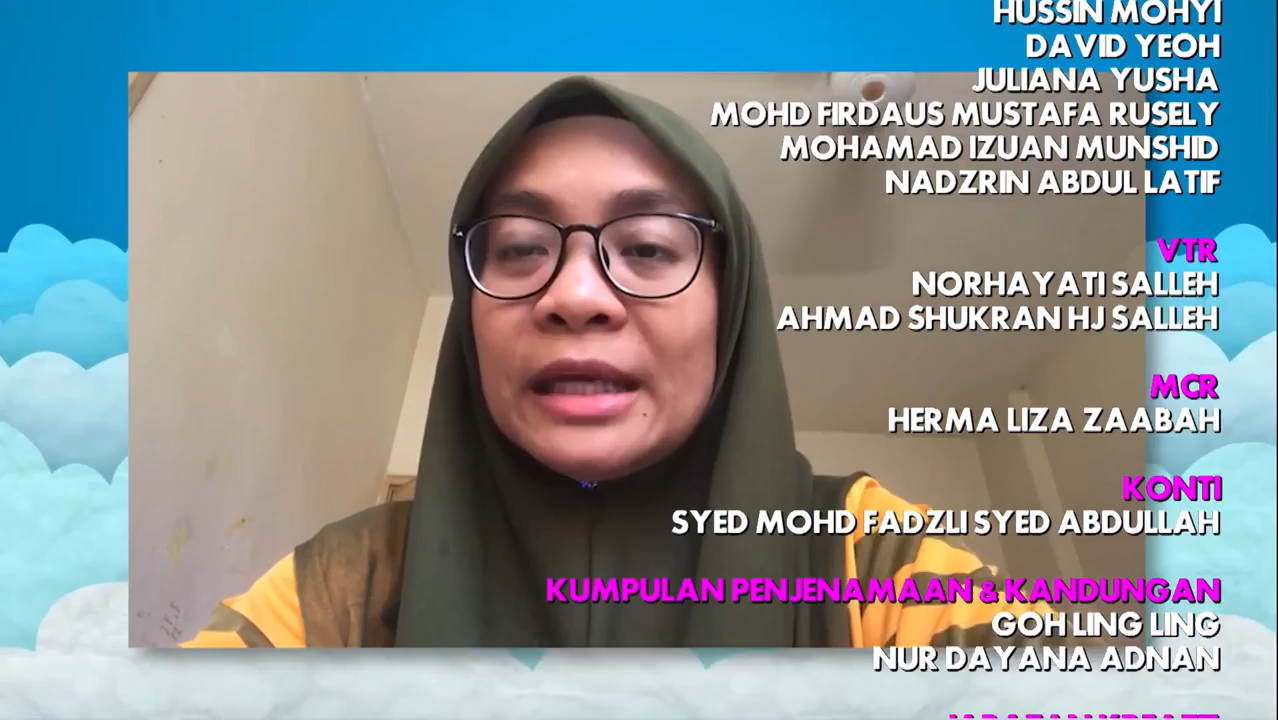 HUSSIN MOHYI
DAVID YEOH
JULIANA YUSHA
MOHD FIRDAUS MUSTAFA RUSELY
MOHAMAD IZUAN MUNSHID
NADZRIN ABDUL LATIF
VTR
NORHAYATI SALLEH
AHMAD SHUKRAN HJ SALLEH
MCR
HERMA LIZA ZAABAH
KONTI
SYED MOHD FADZLI SYED ABDULLAH
KUMPULAN PENJENAMAAN & KANDUNGAN
GOH LING LING
NUR DAYANA ADNAN